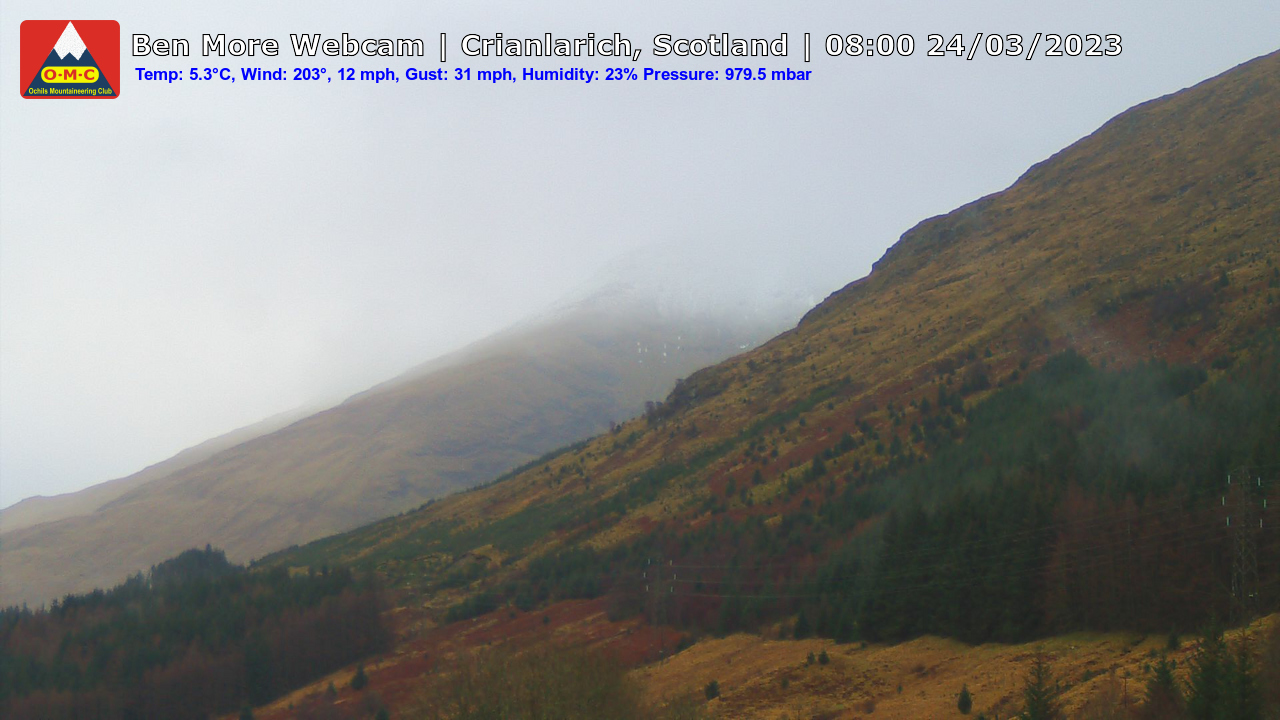 Ben More Webcam | Crianlarich, Scotland | 08:00 24/03/2023
Temp: 5.3°C, Wind: 203°, 12 mph, Gust: 31 mph, Humidity: 23% Pressure: 979.5 mbar
O-M-C
Ochils Mountaineering Club